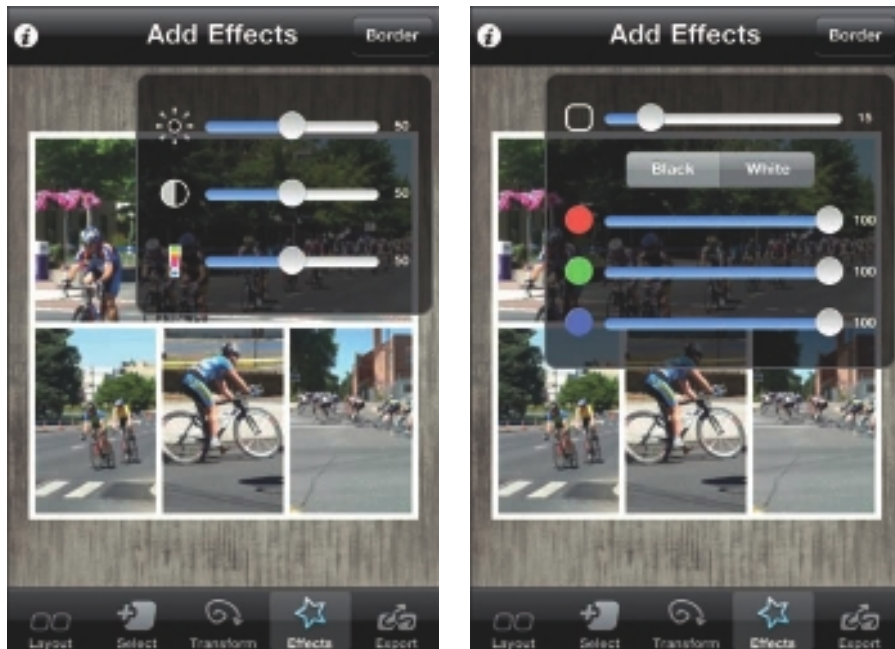 Add Effects
Border
50
50
50
Layout
Select
Transform
Effects
Export
Add Effects
Border
15
Black
White
100
100
100
Layout
Select
Transform
Effects
Export